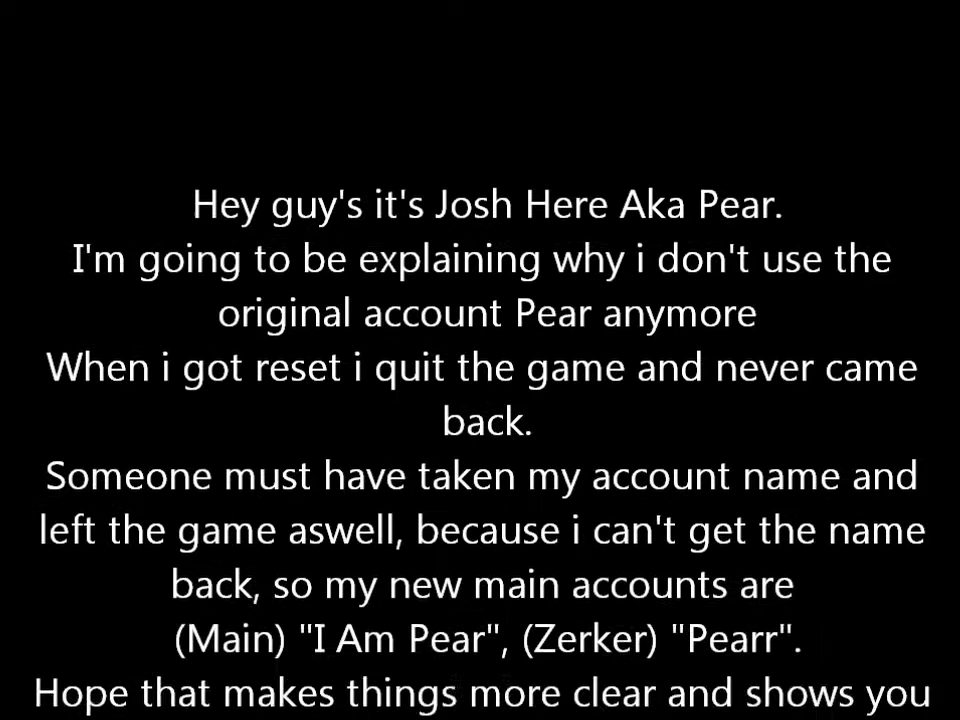 Hey guy's it's Josh Here Aka Pear.
I'm going to be explaining why i don't use the
original account Pear anymore
When i got reset i quit the game and never came
back.
Someone must have taken my account name and
left the game aswell, because i can't get the name
back, so my new main accounts are
(Main) "I Am Pear", (Zerker) "Pearr".
Hope that makes things more clear and shows you